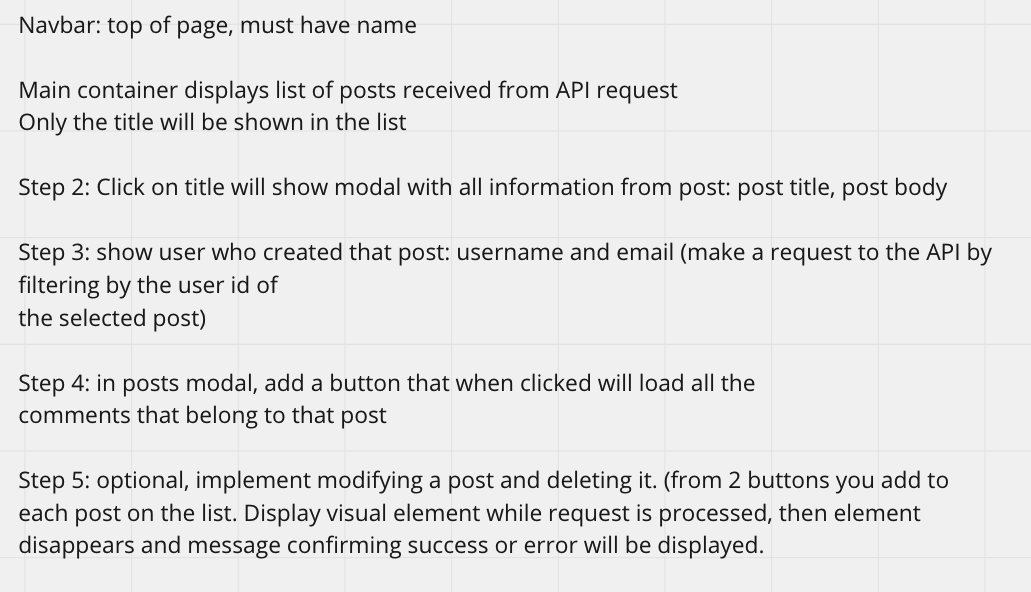 Navbar: top of page, must have name
Main container displays list of posts received from API request
Only the title will be shown in the list
Step 2: Click on title will show modal with all information from post: post title, post body
Step 3: show user who created that post: username and email (make a request to the API by
filtering by the user id of
the selected post)
Step 4: in posts modal, add a button that when clicked will load all the
comments that belong to that post
Step 5: optional, implement modifying a post and deleting it. (from 2 buttons you add to
each post on the list. Display visual element while request is processed, then element
disappears and message confirming success or error will be displayed.